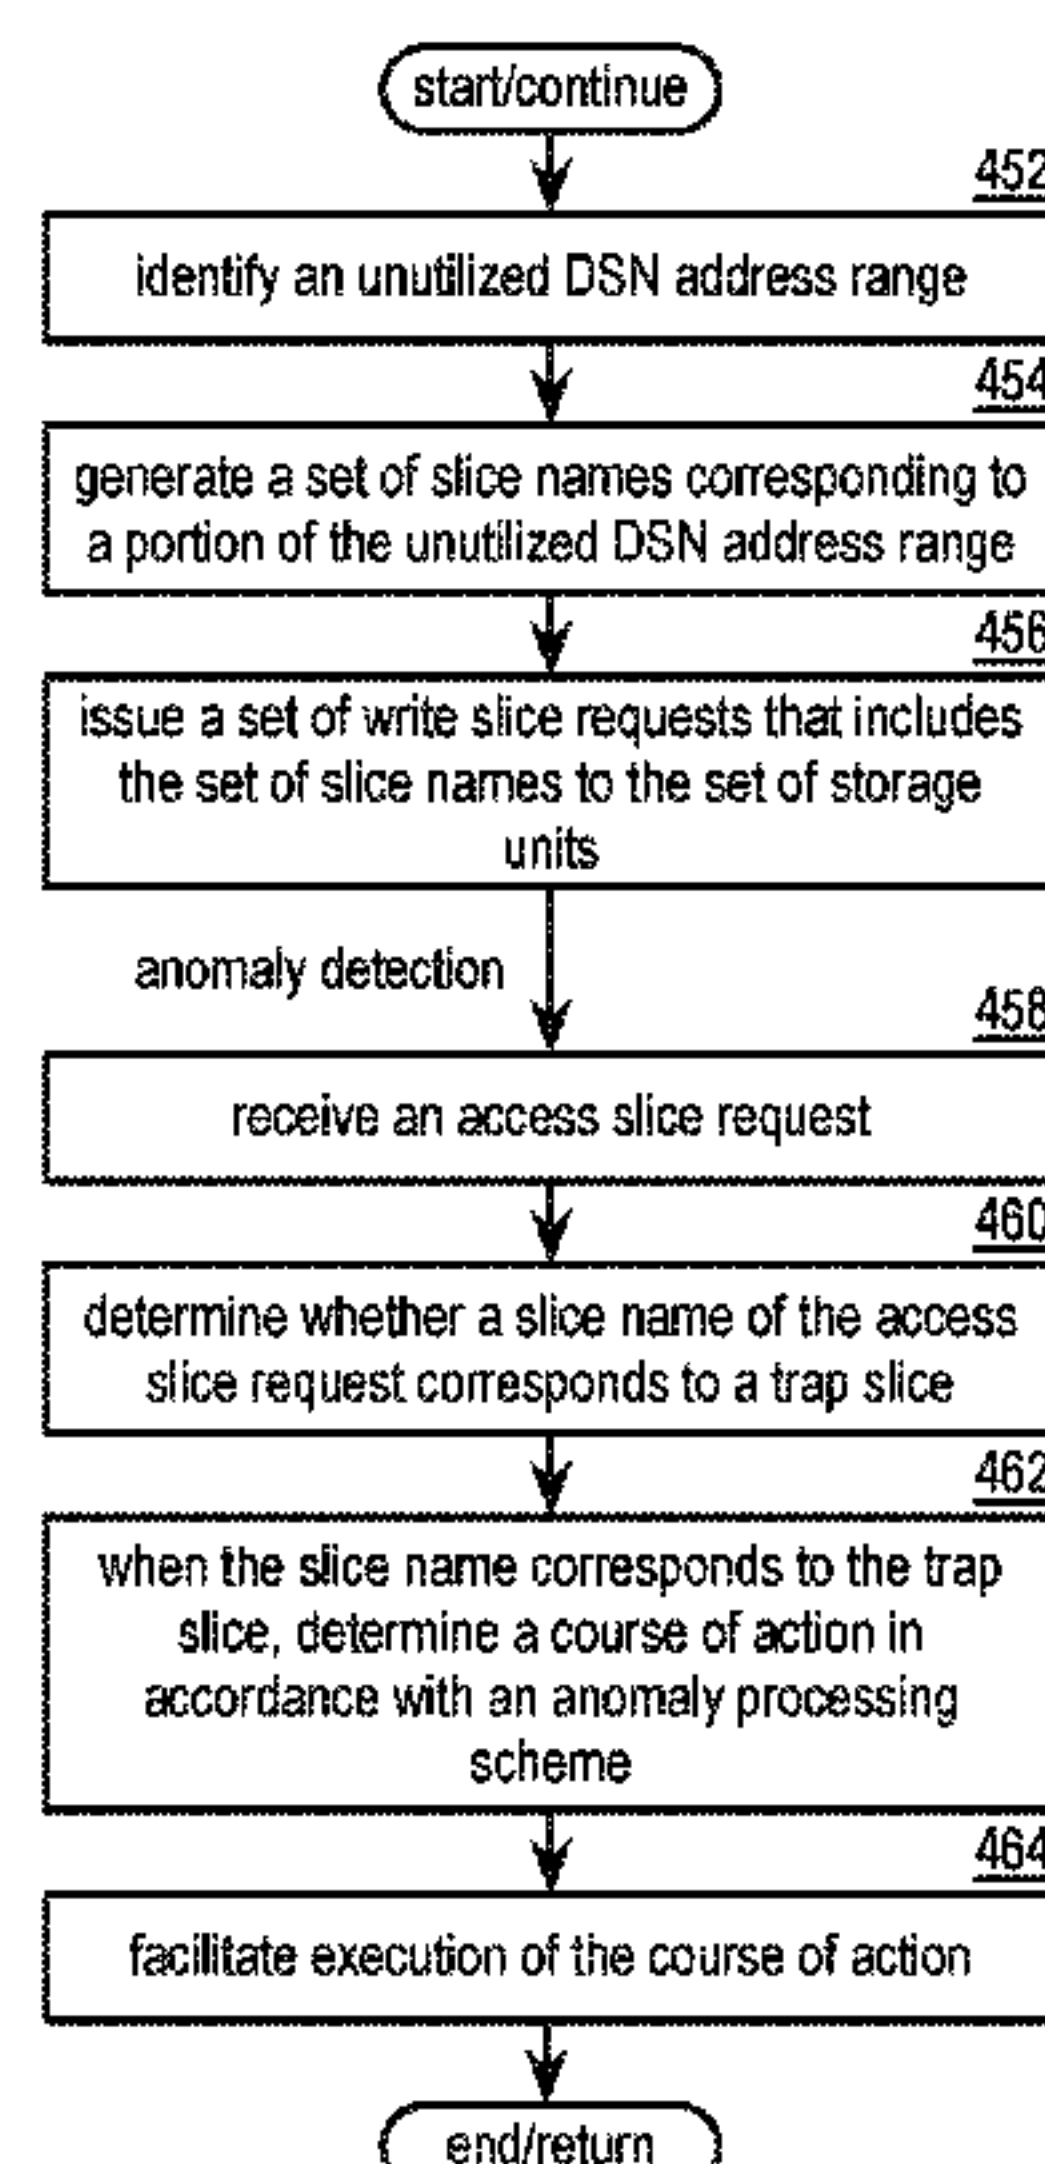 start/continue
452
identify an unutilized DSN address range
454
generate a set of slice names corresponding to
a portion of the unutilized DSN address range
456
issue a set of write slice requests that includes
the set of slice names to the set of storage
units
anomaly detection
458
receive an access slice request
460
determine whether a slice name of the access
slice request corresponds to a trap slice
462
when the slice name corresponds to the trap
slice, determine a course of action in
accordance with an anomaly processing
scheme
464
facilitate execution of the course of action
end/return